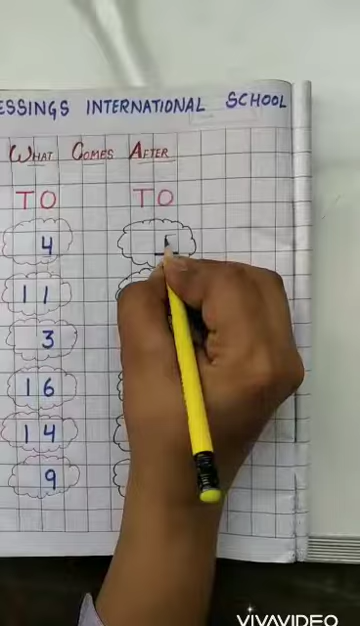 ESSINGS INTERNATIONAL SCHOOL
WHAT COMES AFTER
TO TO
4
11
3
16
14
9
VIVAVIDEO